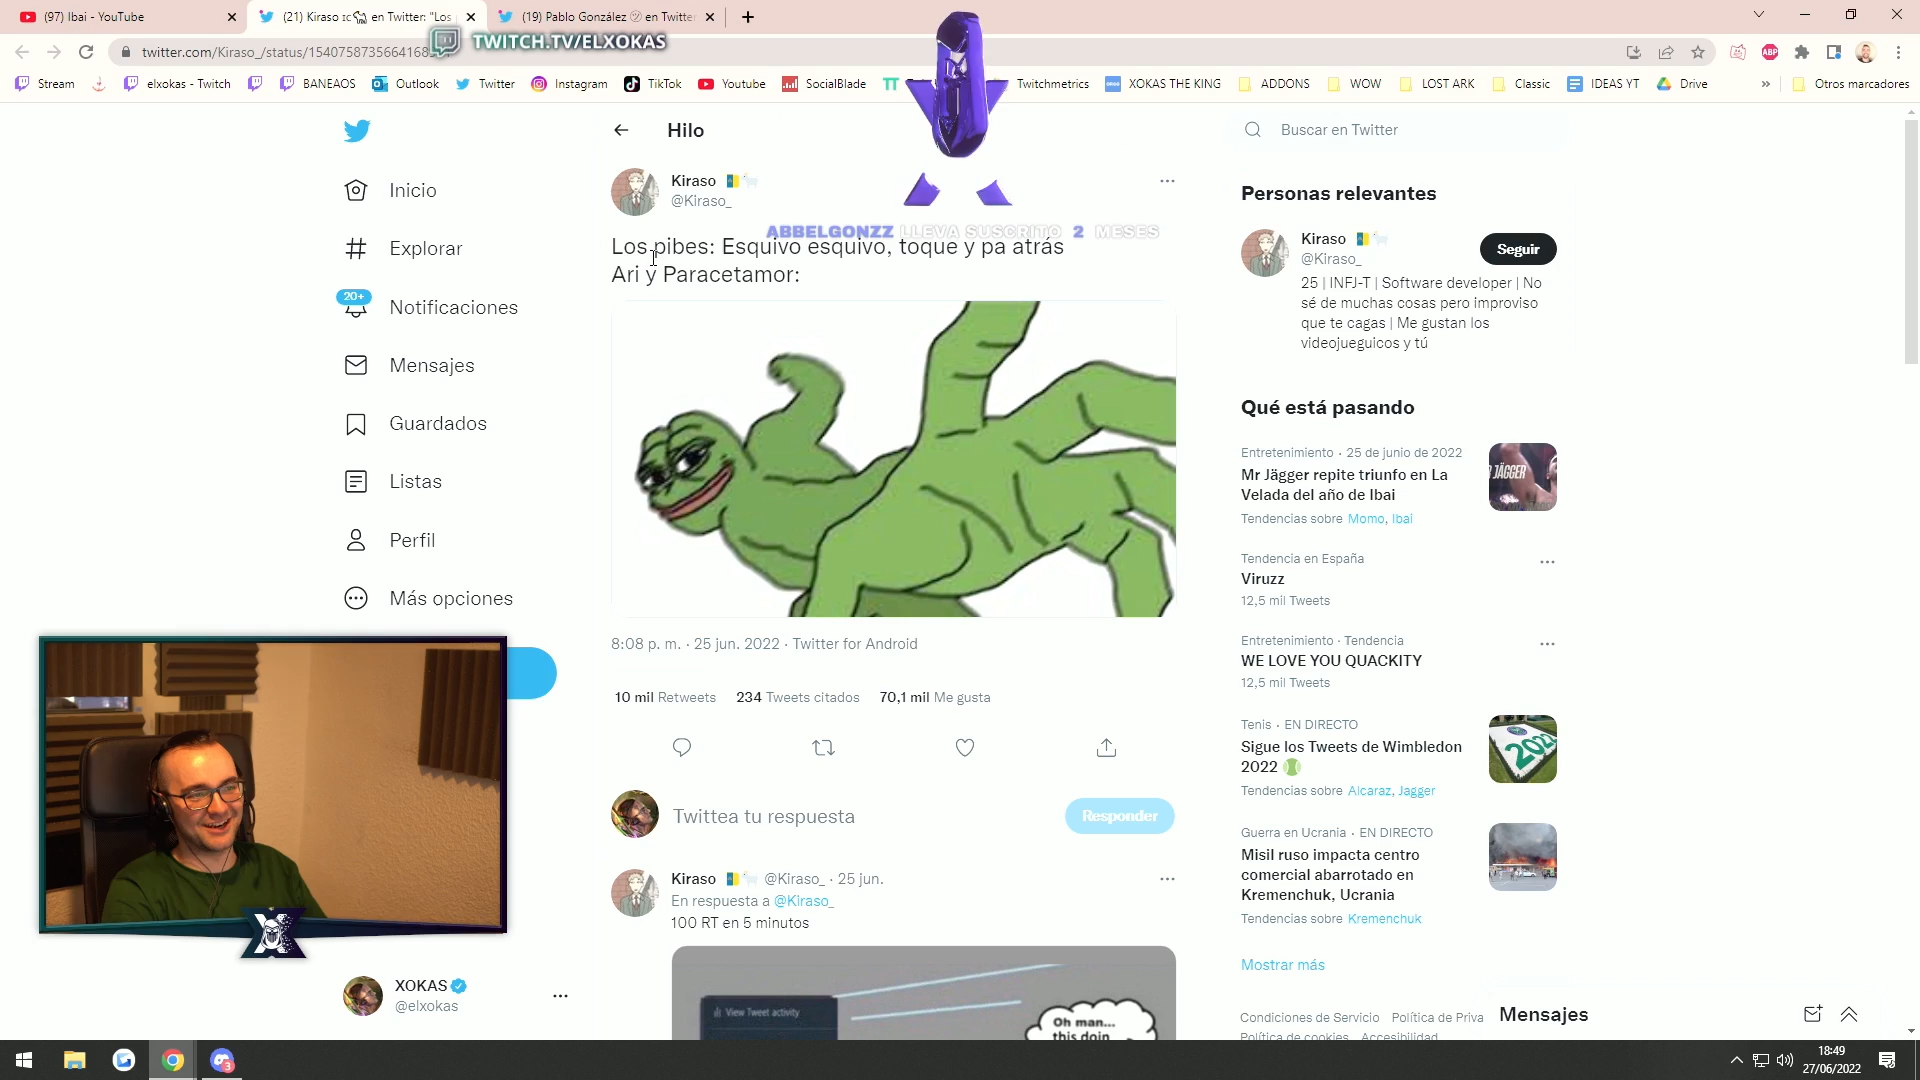 (97) Ibai - YouTube
(21) Kiraso en Twitter: "Los
(19) Pablo González en Twitter
TWITCH.TV/ELXOKAS
twitter.com/Kiraso_/status/1540758735664168
ABP
Stream
elxokas - Twitch
BANEAOS
Outlook
Twitter
Instagram
TikTok
Youtube
SocialBlade
Twitchmetrics
XOKAS THE KING
ADDONS
WOW
LOST ARK
Classic
IDEAS YT
Drive
»
Otros marcadores
Inicio
Explorar
20+
Notificaciones
Mensajes
Guardados
Listas
Perfil
Más opciones
XOKAS
@elxokas
Hilo
Kiraso
@Kiraso_
ABBELGONZZ LLEVA SUSCRITO 2 MESES
Los pibes: Esquivo esquivo, toque y pa atrás
Ari y Paracetamor:
8:08 p. m. · 25 jun. 2022 · Twitter for Android
10 mil Retweets 234 Tweets citados 70,1 mil Me gusta
Twittea tu respuesta
Responder
Kiraso @Kiraso_ · 25 jun.
En respuesta a @Kiraso_
100 RT en 5 minutos
View Tweet activity
Oh man...
this doin
Buscar en Twitter
Personas relevantes
Kiraso
@Kiraso_
Seguir
25 | INFJ-T | Software developer | No
sé de muchas cosas pero improviso
que te cagas | Me gustan los
videojueguicos y tú
Qué está pasando
Entretenimiento · 25 de junio de 2022
Mr Jägger repite triunfo en La
Velada del año de Ibai
Tendencias sobre Momo, Ibai
JÄGGER
Tendencia en España
Viruzz
12,5 mil Tweets
Entretenimiento · Tendencia
WE LOVE YOU QUACKITY
12,5 mil Tweets
Tenis · EN DIRECTO
Sigue los Tweets de Wimbledon
2022
Tendencias sobre Alcaraz, Jagger
2022
Guerra en Ucrania · EN DIRECTO
Misil ruso impacta centro
comercial abarrotado en
Kremenchuk, Ucrania
Tendencias sobre Kremenchuk
Mostrar más
Condiciones de Servicio Política de Priva
Política de cookies Accesibilidad
Mensajes
3
18:49
27/06/2022